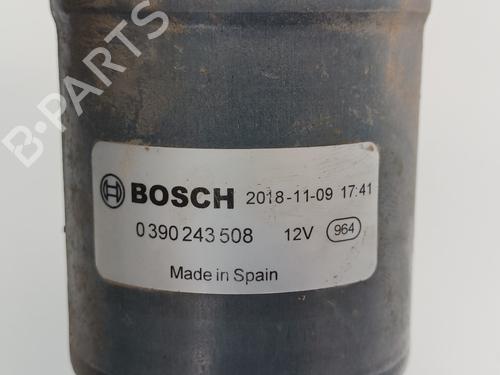 B-PARTS
BOSCH 2018-11-09 17:41
0 390 243 508 12V 964
Made in Spain